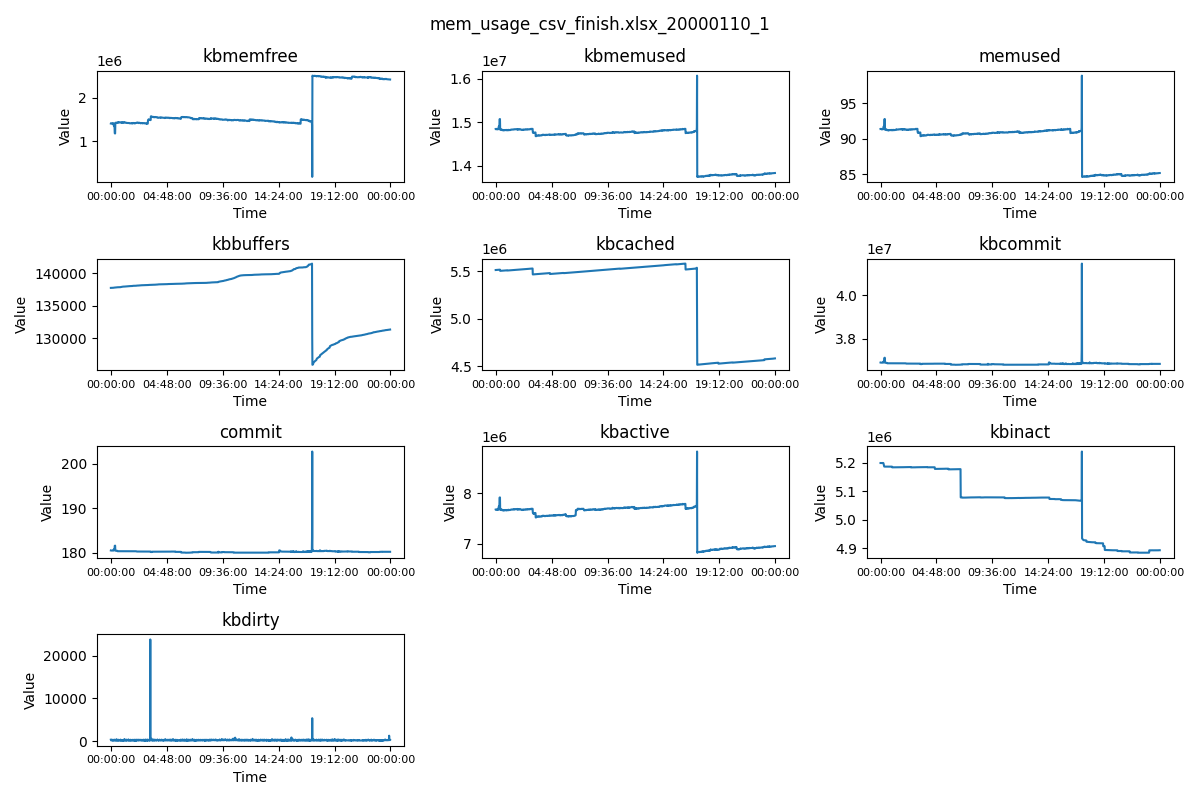 mem_usage_csv_finish.xlsx_20000110_1
kbmemfree
1e6
2
1
Value
00:00:00 04:48:00 09:36:00 14:24:00 19:12:00 00:00:00
Time
kbmemused
1e7
1.6
1.5
1.4
Value
00:00:00 04:48:00 09:36:00 14:24:00 19:12:00 00:00:00
Time
memused
95
90
85
Value
00:00:00 04:48:00 09:36:00 14:24:00 19:12:00 00:00:00
Time
kbbuffers
140000
135000
130000
Value
00:00:00 04:48:00 09:36:00 14:24:00 19:12:00 00:00:00
Time
kbcached
1e6
5.5
5.0
4.5
Value
00:00:00 04:48:00 09:36:00 14:24:00 19:12:00 00:00:00
Time
kbcommit
1e7
4.0
3.8
Value
00:00:00 04:48:00 09:36:00 14:24:00 19:12:00 00:00:00
Time
commit
200
190
180
Value
00:00:00 04:48:00 09:36:00 14:24:00 19:12:00 00:00:00
Time
kbactive
1e6
8
7
Value
00:00:00 04:48:00 09:36:00 14:24:00 19:12:00 00:00:00
Time
kbinact
1e6
5.2
5.1
5.0
4.9
Value
00:00:00 04:48:00 09:36:00 14:24:00 19:12:00 00:00:00
Time
kbdirty
20000
10000
0
Value
00:00:00 04:48:00 09:36:00 14:24:00 19:12:00 00:00:00
Time